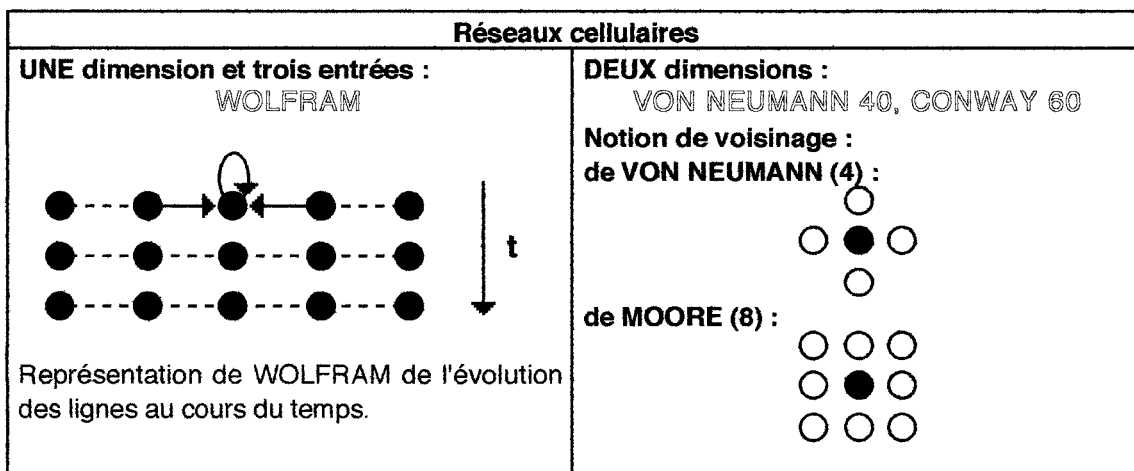 Réseaux cellulaires
UNE dimension et trois entrées :
WOLFRAM
t
Représentation de WOLFRAM de l'évolution
des lignes au cours du temps.
DEUX dimensions :
VON NEUMANN 40, CONWAY 60
Notion de voisinage :
de VON NEUMANN (4) :
de MOORE (8) :